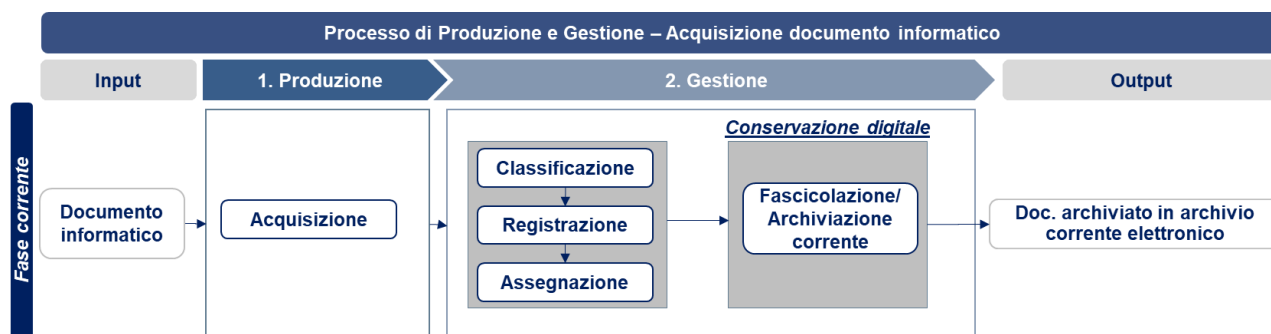 Processo di Produzione e Gestione – Acquisizione documento informatico
Input
1. Produzione
2. Gestione
Output
Fase corrente
Documento
informatico
Acquisizione
Classificazione
Registrazione
Assegnazione
Conservazione digitale
Fascicolazione/
Archiviazione
corrente
Doc. archiviato in archivio
corrente elettronico